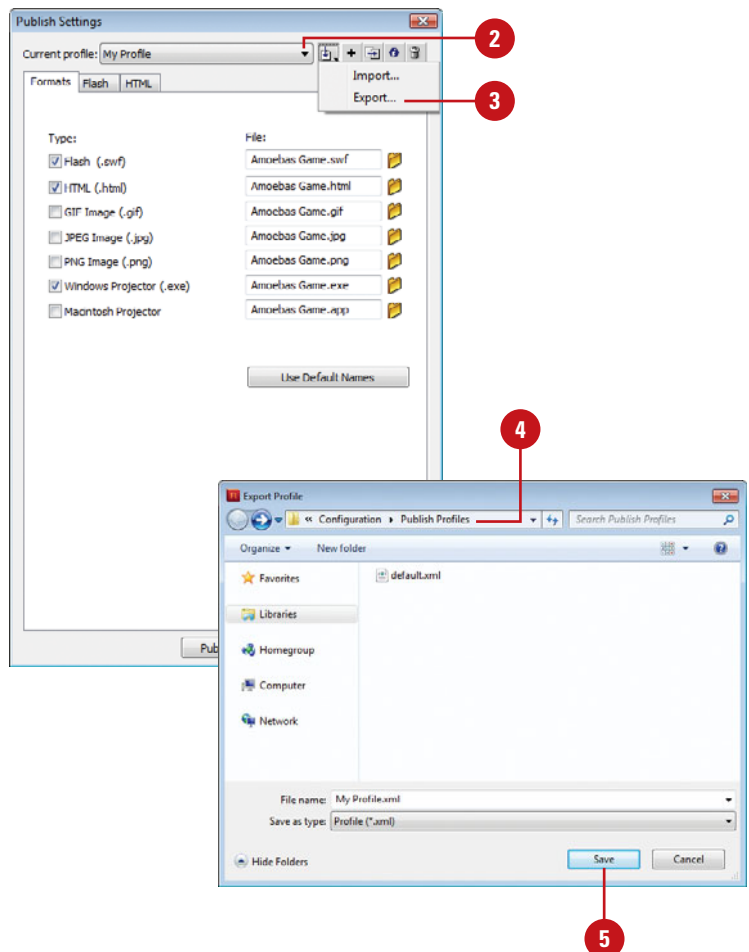 Publish Settings
2
Current profile: My Profile
Import...
Export...
3
Formats Flash HTML
Type: File:
Flash (.swf) Amoebas Game.swf
HTML (.html) Amoebas Game.html
GIF Image (.gif) Amoebas Game.gif
JPEG Image (.jpg) Amoebas Game.jpg
PNG Image (.png) Amoebas Game.png
Windows Projector (.exe) Amoebas Game.exe
Macintosh Projector Amoebas Game.app
Use Default Names
4
Pub
Export Profile
« Configuration Publish Profiles Search Publish Profiles
Organize New folder
Favorites default.xml
Libraries
Homegroup
Computer
Network
File name: My Profile.xml
Save as type: Profile (*.xml)
Hide Folders Save Cancel
5